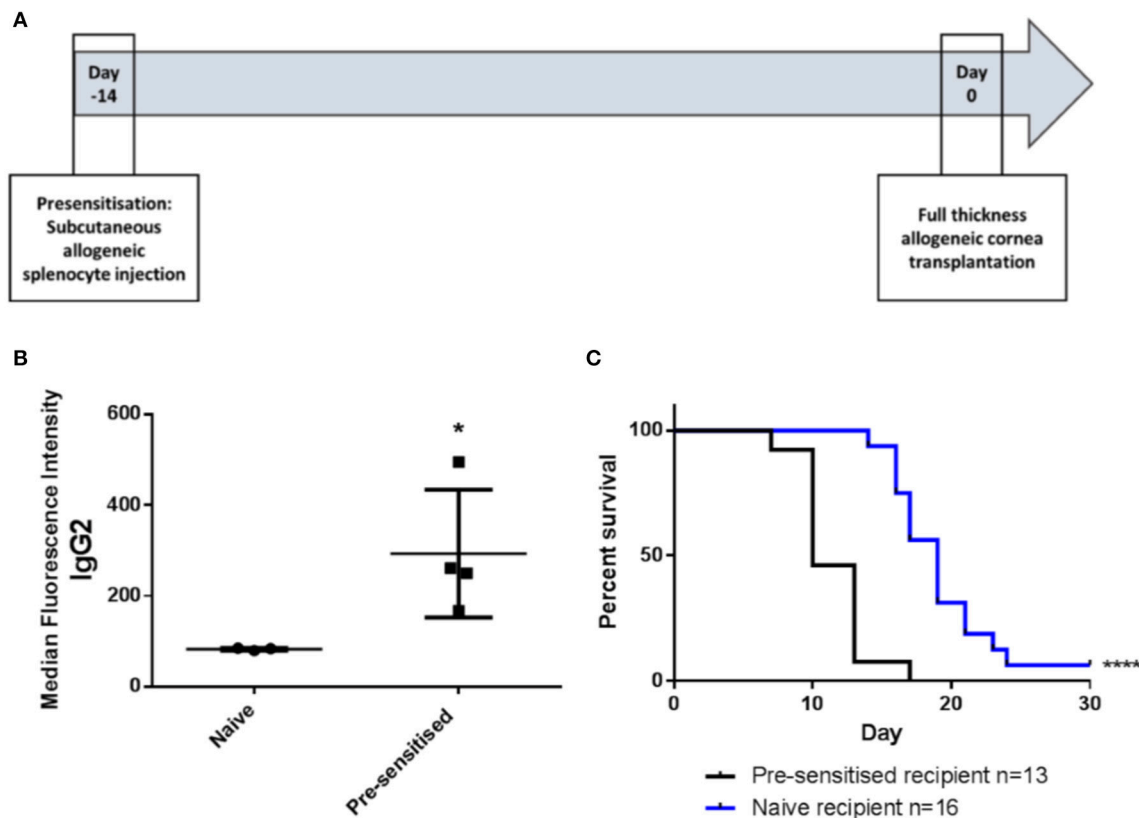 A
Day
-14
Day
0
Presensitisation:
Subcutaneous
allogeneic
splenocyte injection
Full thickness
allogeneic cornea
transplantation
B
Median Fluorescence Intensity
IgG2
600
400
200
0
*
Naive
Pre-sensitised
C
Percent survival
100
50
0
0
10
20
30
****
Day
Pre-sensitised recipient n=13
Naive recipient n=16